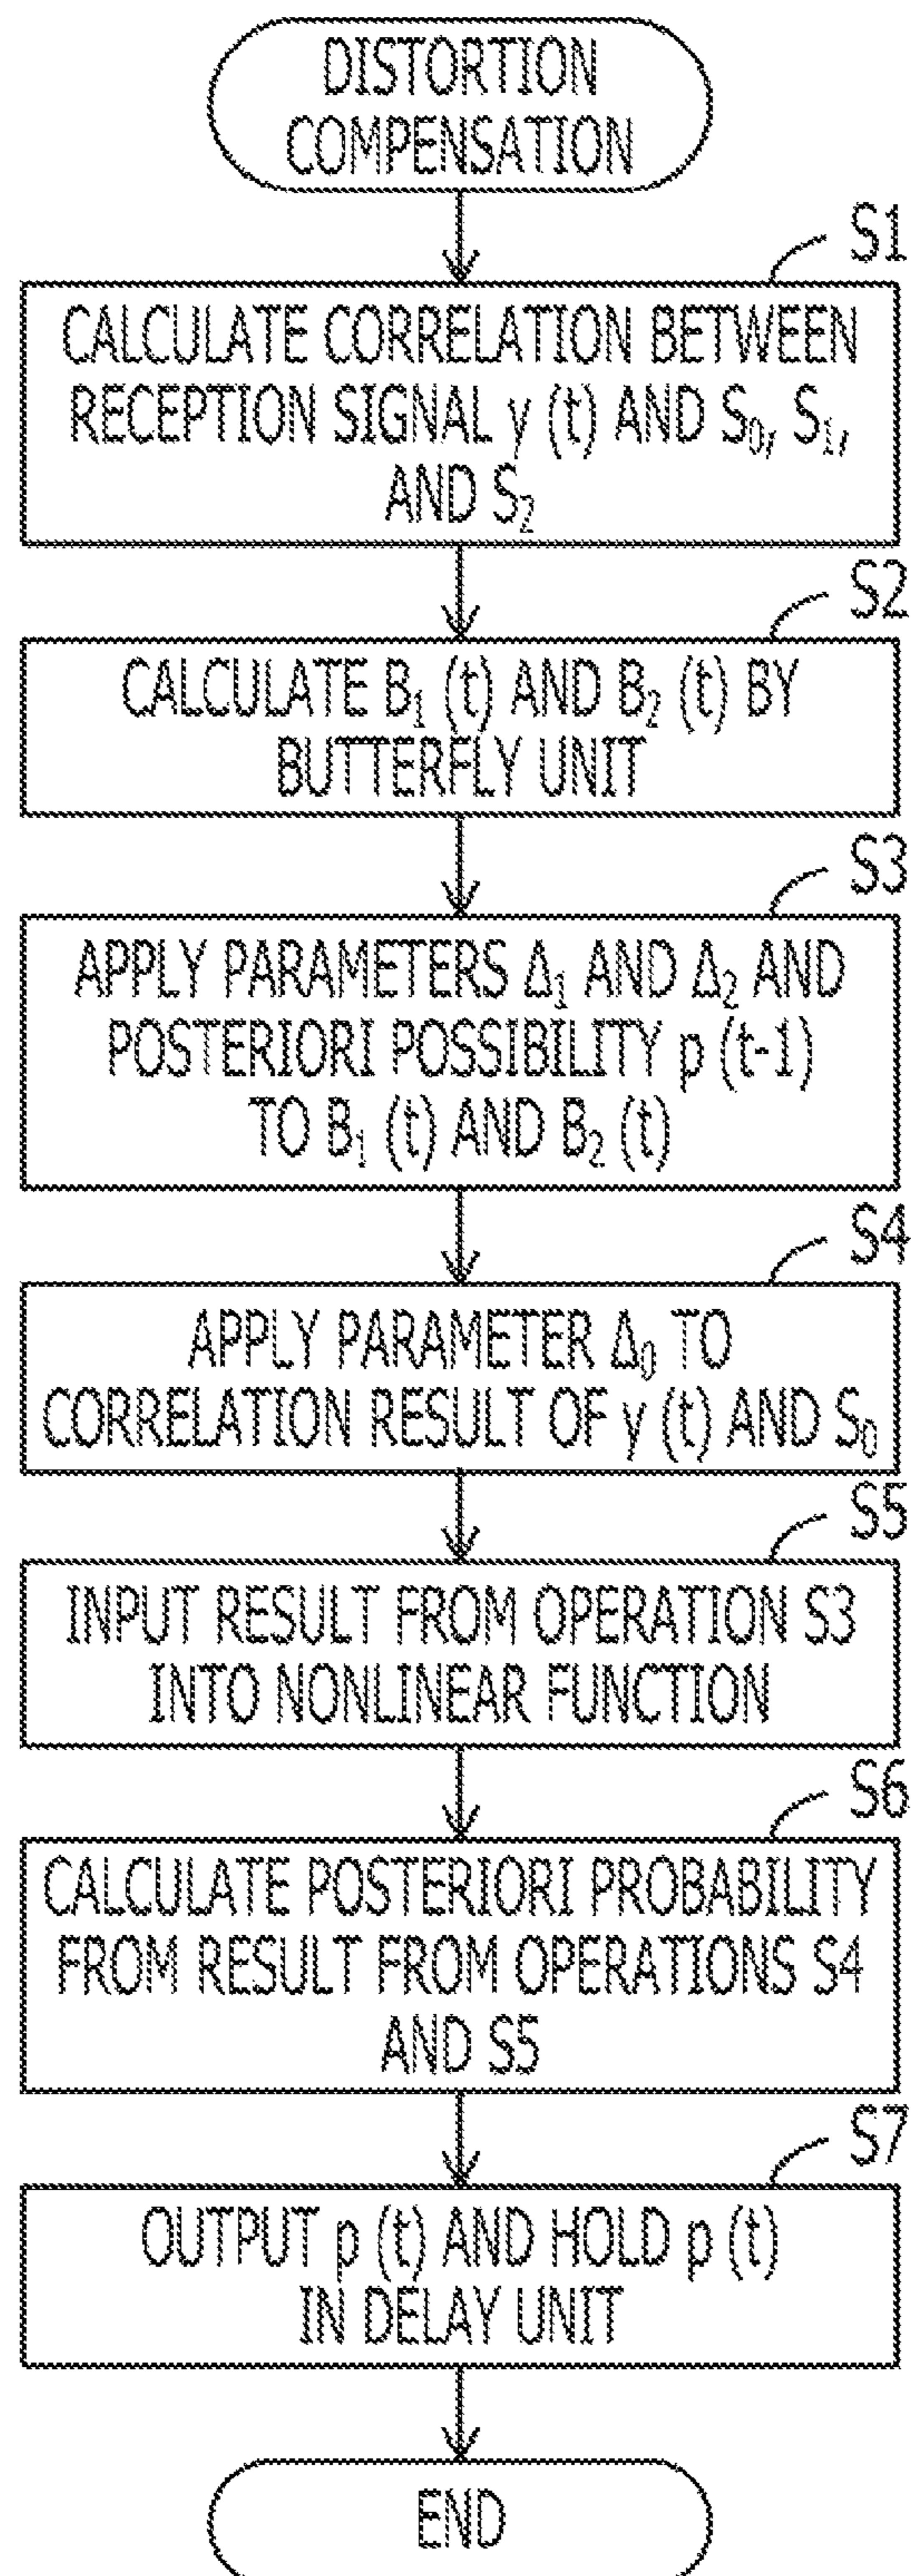 DISTORTION
COMPENSATION
S1
CALCULATE CORRELATION BETWEEN
RECEPTION SIGNAL y (t) AND S₀, S₁,
AND S₂
S2
CALCULATE B₁ (t) AND B₂ (t) BY
BUTTERFLY UNIT
S3
APPLY PARAMETERS Δ₁ AND Δ₂ AND
POSTERIORI POSSIBILITY p (t-1)
TO B₁ (t) AND B₂ (t)
S4
APPLY PARAMETER Δ₀ TO
CORRELATION RESULT OF y (t) AND S₀
S5
INPUT RESULT FROM OPERATION S3
INTO NONLINEAR FUNCTION
S6
CALCULATE POSTERIORI PROBABILITY
FROM RESULT FROM OPERATIONS S4
AND S5
S7
OUTPUT p (t) AND HOLD p (t)
IN DELAY UNIT
END